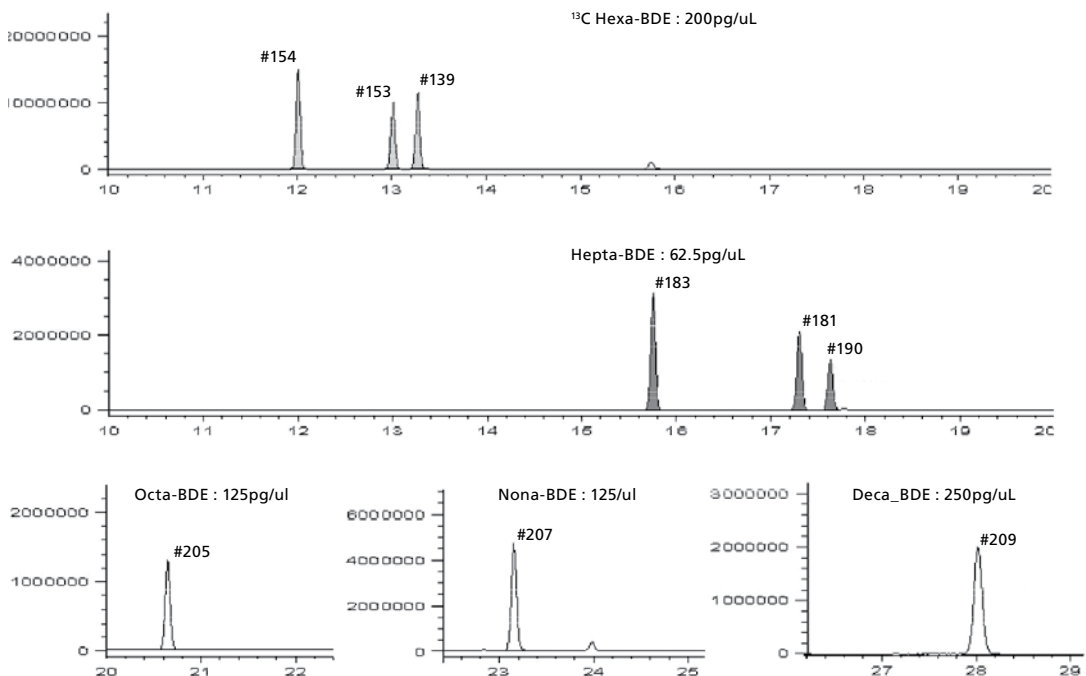 ¹³C Hexa-BDE : 200pg/uL
20000000
#154
#153
#139
10000000
0
10 11 12 13 14 15 16 17 18 19 20
4000000
Hepta-BDE : 62.5pg/uL
#183
#181
2000000
#190
0
10 11 12 13 14 15 16 17 18 19 20
Octa-BDE : 125pg/ul
2000000
#205
1000000
0
20 21 22
Nona-BDE : 125/ul
6000000
#207
4000000
2000000
0
23 24 25
Deca_BDE : 250pg/uL
3000000
#209
2000000
1000000
0
27 28 29